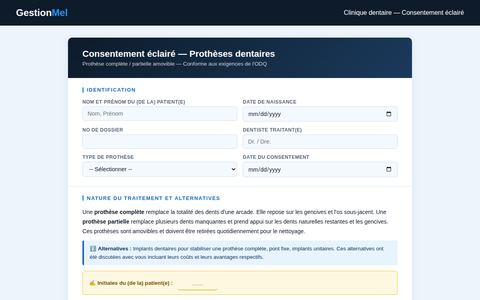 GestionMel
Clinique dentaire — Consentement éclairé
Consentement éclairé — Prothèses dentaires
Prothèse complète / partielle amovible — Conforme aux exigences de l'ODQ
IDENTIFICATION
NOM ET PRÉNOM DU (DE LA) PATIENT(E)
Nom, Prénom
DATE DE NAISSANCE
mm/dd/yyyy
NO DE DOSSIER
DENTISTE TRAITANT(E)
Dr. / Dre.
TYPE DE PROTHÈSE
-- Sélectionner --
DATE DU CONSENTEMENT
mm/dd/yyyy
NATURE DU TRAITEMENT ET ALTERNATIVES
Une prothèse complète remplace la totalité des dents d'une arcade. Elle repose sur les gencives et l'os sous-jacent. Une
prothèse partielle remplace plusieurs dents manquantes et prend appui sur les dents naturelles restantes et les gencives.
Ces prothèses sont amovibles et doivent être retirées quotidiennement pour le nettoyage.
ℹ️ Alternatives : Implants dentaires pour stabiliser une prothèse complète, pont fixe, implants unitaires. Ces alternatives ont
été discutées avec vous incluant leurs coûts et leurs avantages respectifs.
✍️ Initiales du (de la) patient(e) :